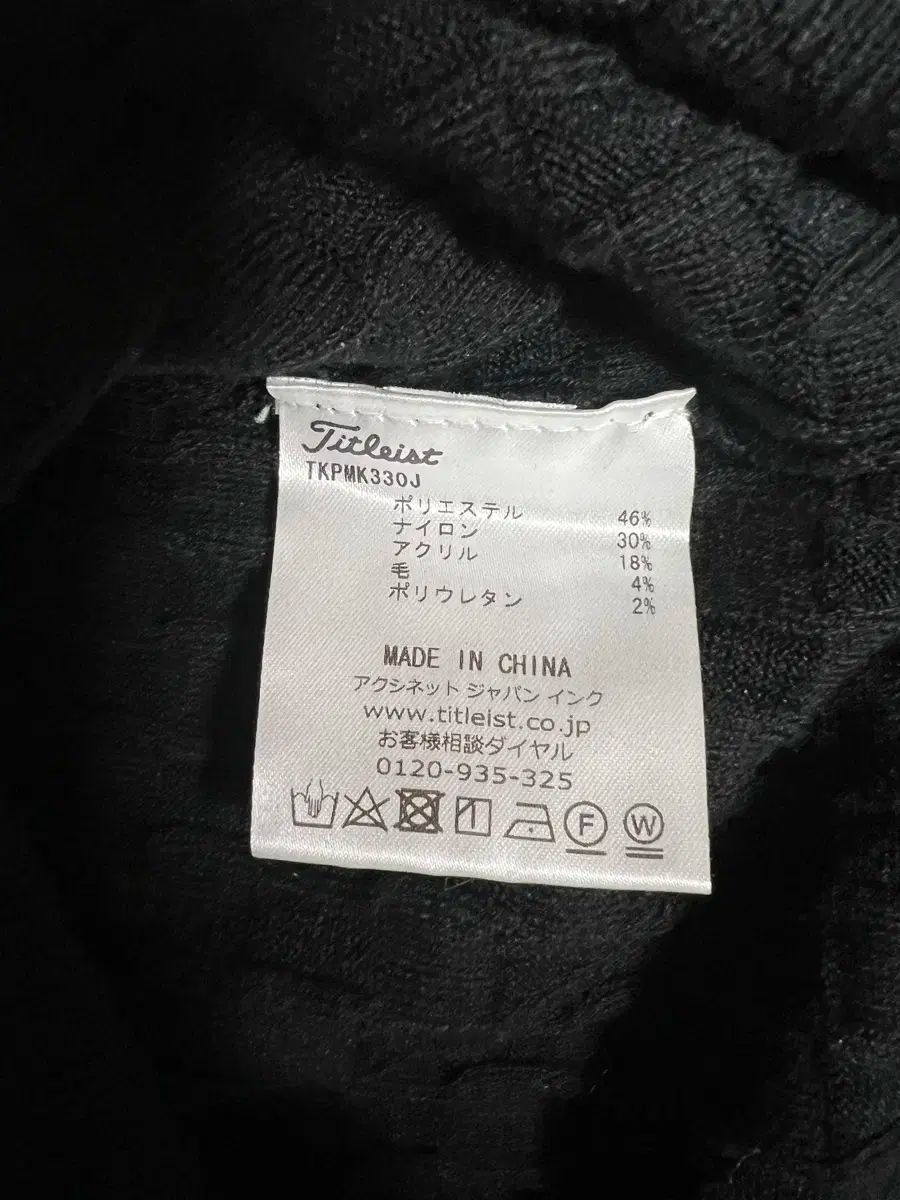 Titleist
TKPMK330J
ポリエステル 46%
ナイロン 30%
アクリル 18%
毛 4%
ポリウレタン 2%
MADE IN CHINA
アクシネット ジャパン インク
www.titleist.co.jp
お客様相談ダイヤル
0120-935-325
F W